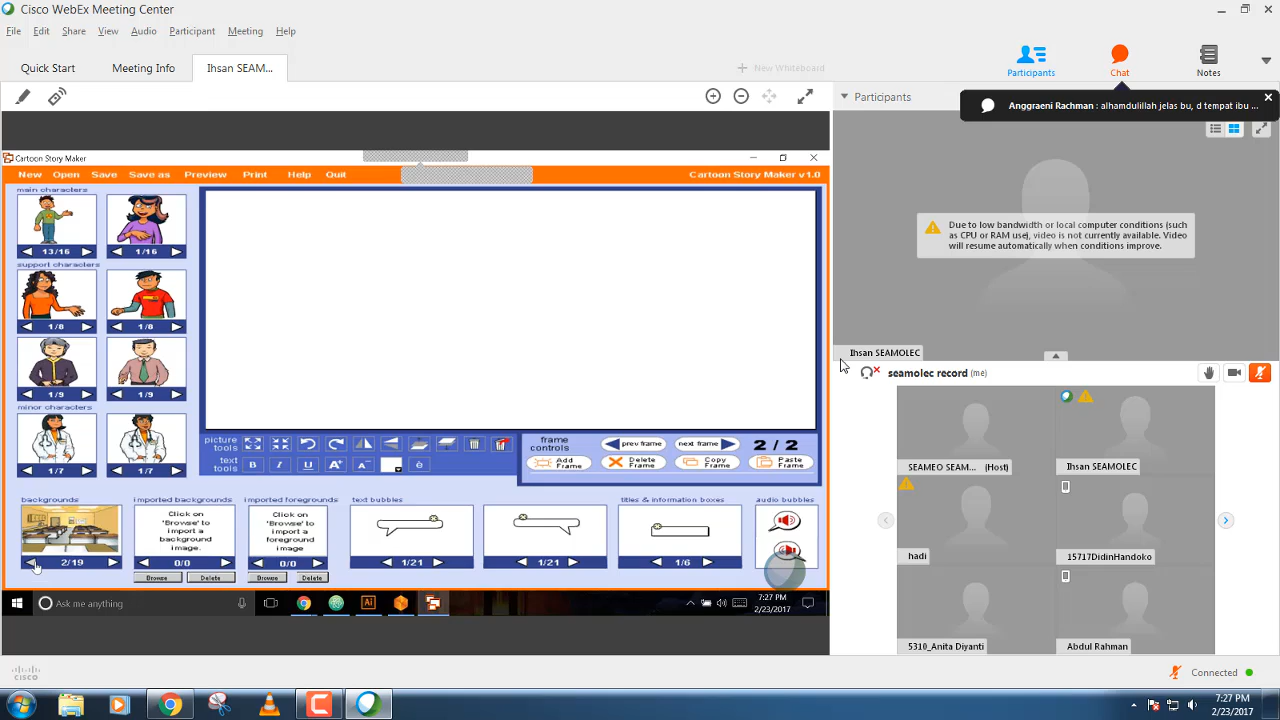 Cisco WebEx Meeting Center
File Edit Share View Audio Participant Meeting Help
Quick Start Meeting Info Ihsan SEAM... New Whiteboard
Participants Chat Notes
Participants
Anggraeni Rachman : alhamdulillah jelas bu, d tempat ibu ...
Cartoon Story Maker
New Open Save Save as Preview Print Help Quit Cartoon Story Maker v1.0
main characters
13/16 1/16
support characters
1/8 1/8
1/9 1/9
minor characters
1/7 1/7
picture tools
text tools
B I U A+ A- é
frame controls
prev frame next frame 2 / 2
Add Frame Delete Frame Copy Frame Paste Frame
backgrounds imported backgrounds imported foregrounds text bubbles titles & information boxes audio bubbles
Click on 'Browse' to import a background image.
Click on 'Browse' to import a foreground image
2/19 0/0 0/0 1/21 1/21 1/6
Browse Delete Browse Delete
Ask me anything
7:27 PM
2/23/2017
Due to low bandwidth or local computer conditions (such
as CPU or RAM use), video is not currently available. Video
will resume automatically when conditions improve.
Ihsan SEAMOLEC
seamolec record (me)
SEAMEO SEAM... (Host) Ihsan SEAMOLEC
hadi 15717DidinHandoko
5310_Anita Diyanti Abdul Rahman
cisco
Connected
7:27 PM
2/23/2017